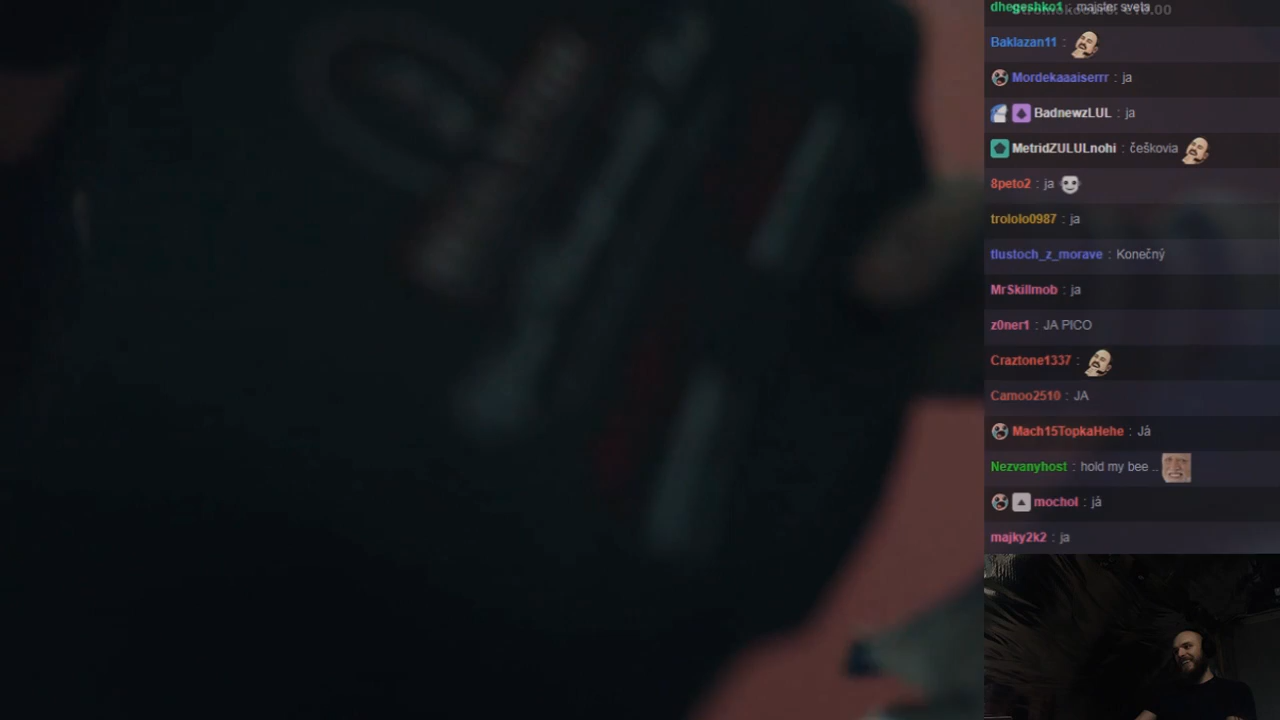 dhegeshko1 : majster sveta
Baklazan11 :
Mordekaaaiserrr : ja
BadnewzLUL : ja
MetridZULULnohi : češkovia
8peto2 : ja
trololo0987 : ja
tlustoch_z_morave : Konečný
MrSkillmob : ja
z0ner1 : JA PICO
Craztone1337 :
Camoo2510 : JA
Mach15TopkaHehe : Já
Nezvanyhost : hold my bee ..
mochol : já
majky2k2 : ja